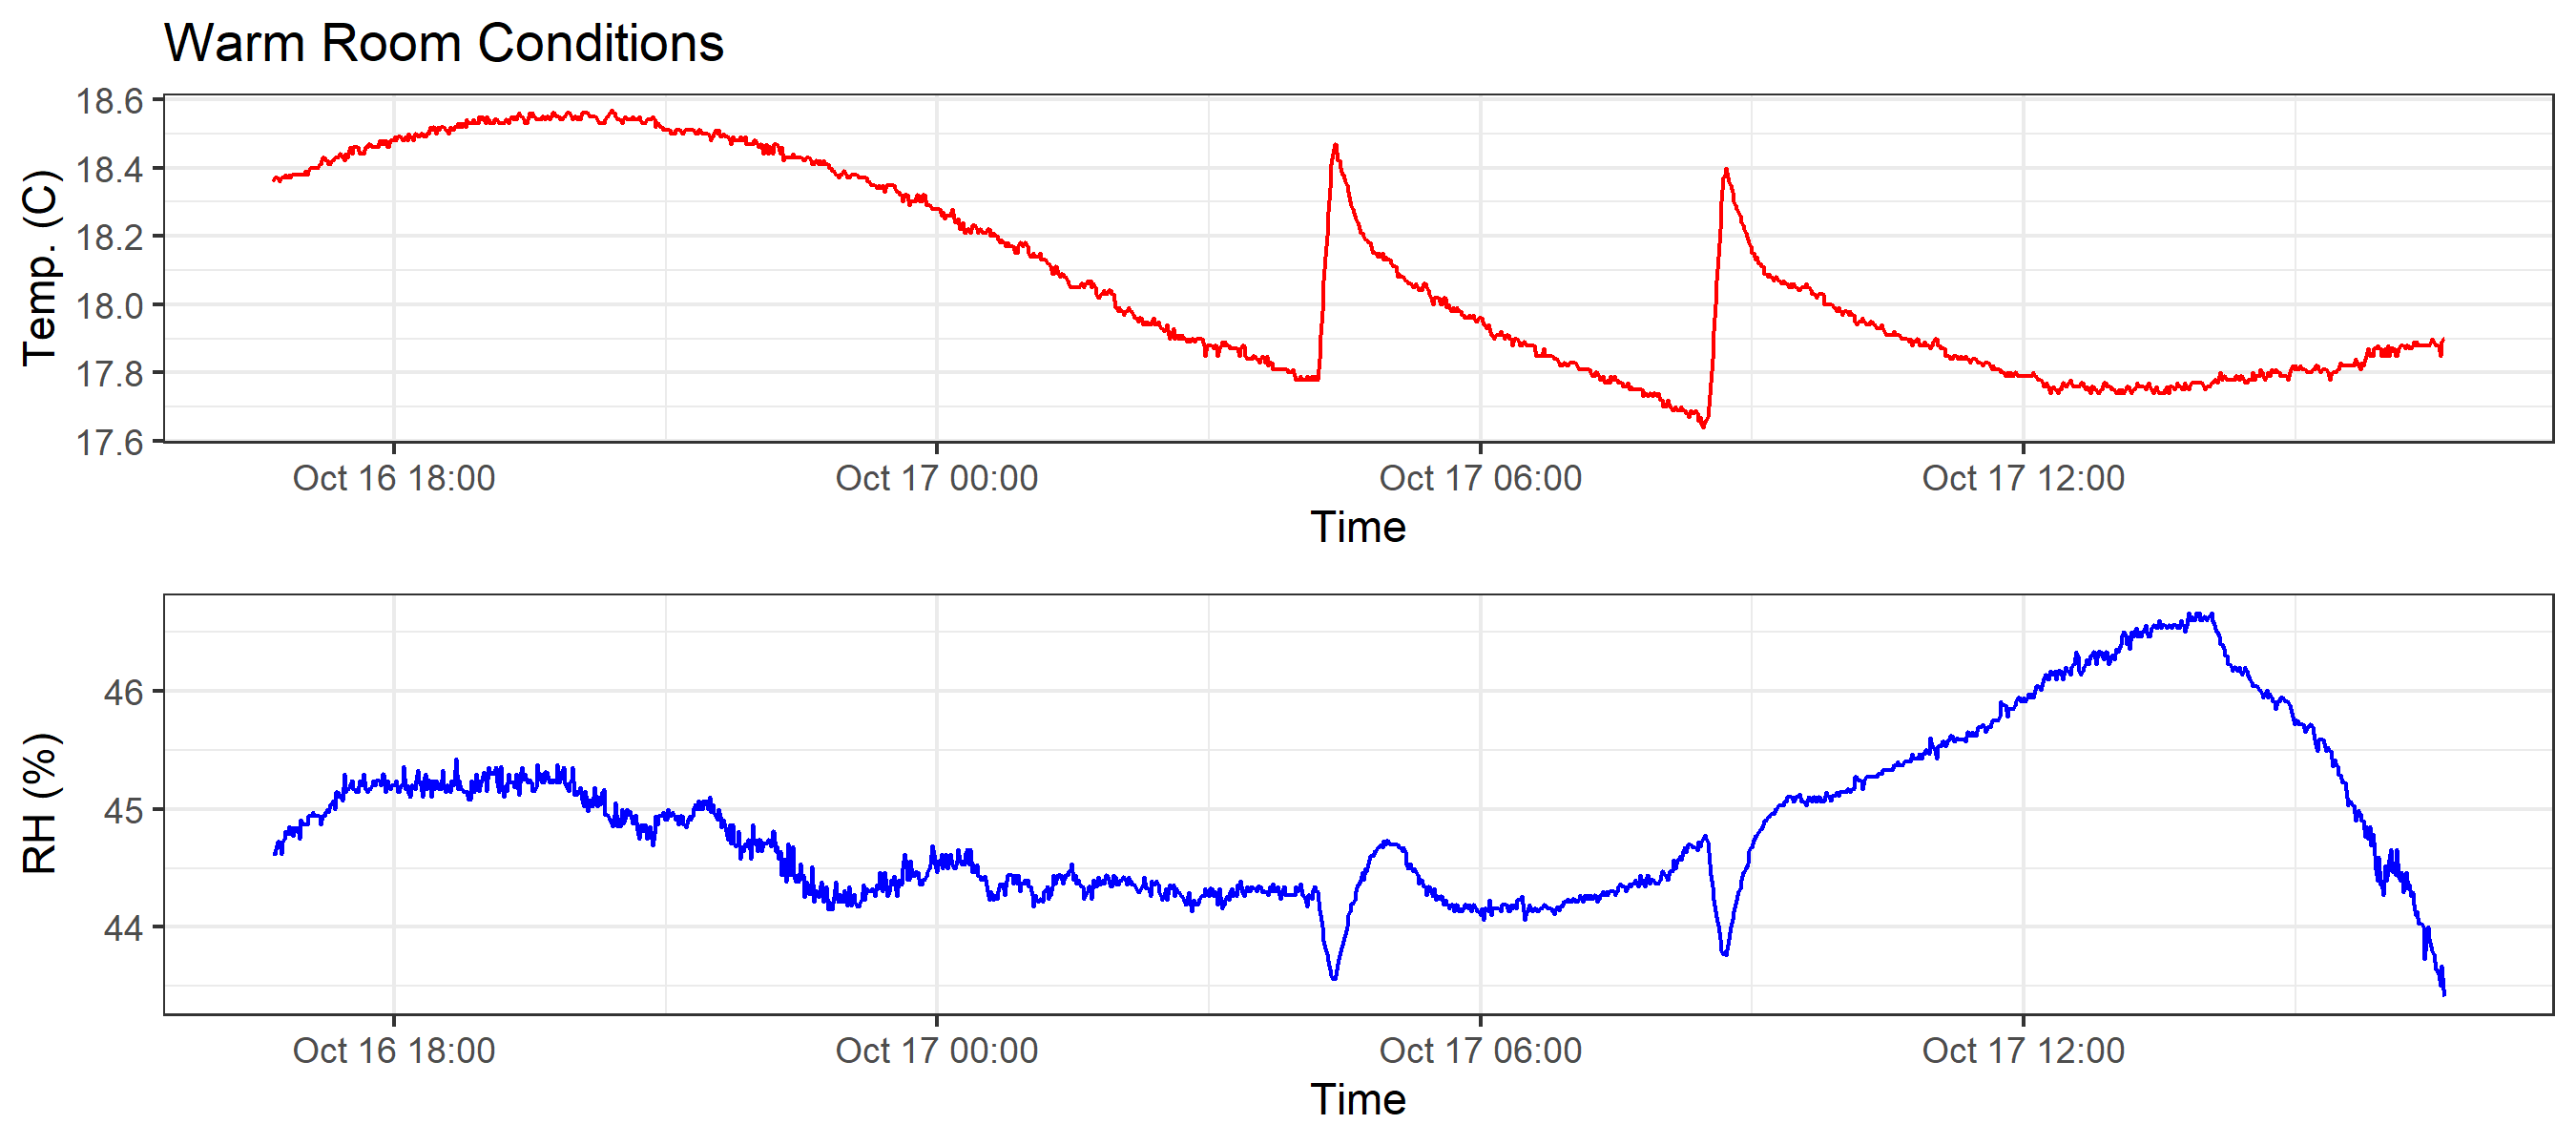 Warm Room Conditions
18.6
18.4
18.2
18.0
17.8
17.6
Temp. (C)
Oct 16 18:00 Oct 17 00:00 Oct 17 06:00 Oct 17 12:00
Time
46
45
44
RH (%)
Oct 16 18:00 Oct 17 00:00 Oct 17 06:00 Oct 17 12:00
Time